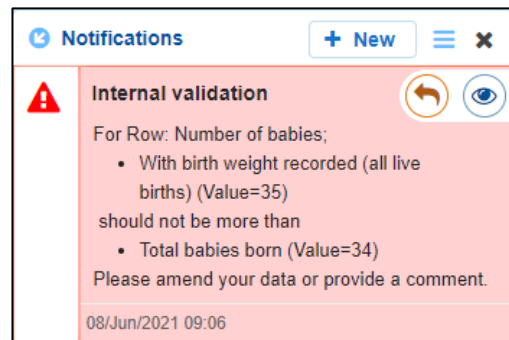 Notifications
+ New
Internal validation
For Row: Number of babies;
• With birth weight recorded (all live
births) (Value=35)
should not be more than
• Total babies born (Value=34)
Please amend your data or provide a comment.
08/Jun/2021 09:06